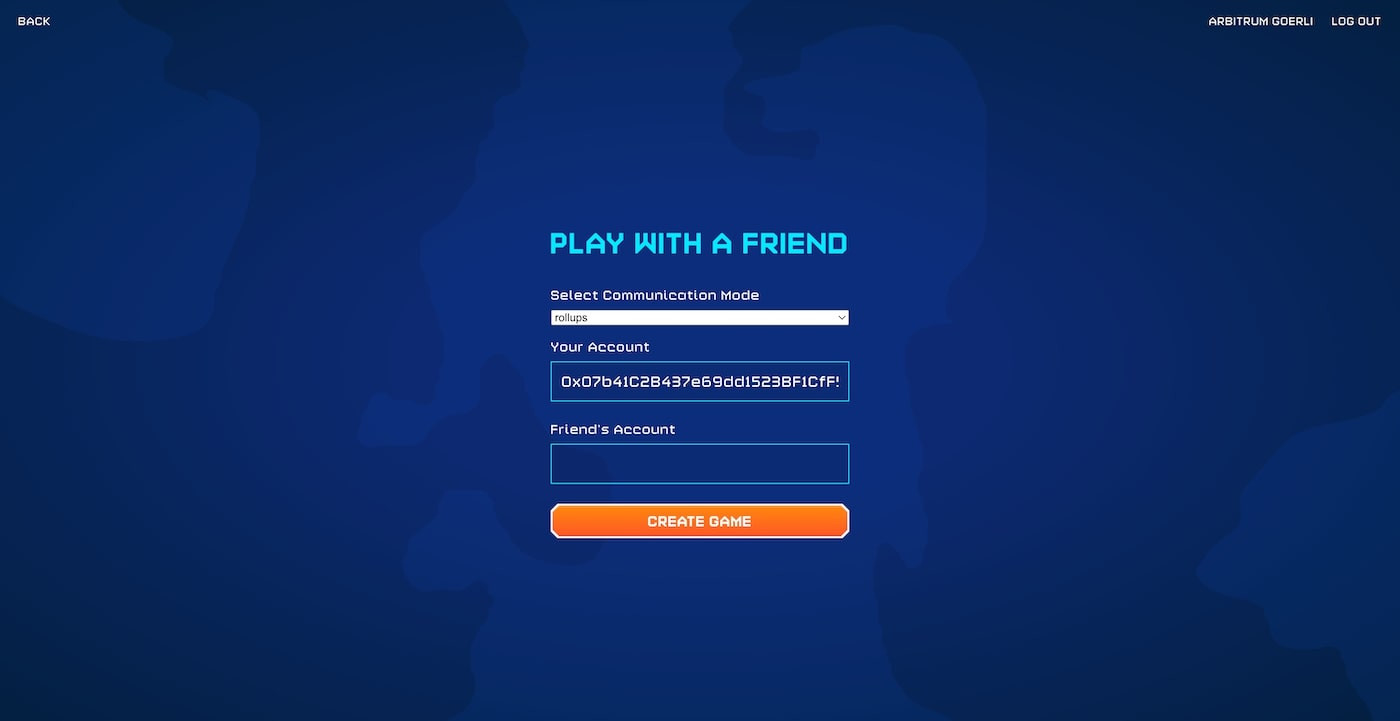 BACK
ARBITRUM GOERLI LOG OUT
PLAY WITH A FRIEND
Select Communication Mode
rollups
Your Account
0x07b41C2B437e69dd1523BF1CfF
Friend's Account
CREATE GAME